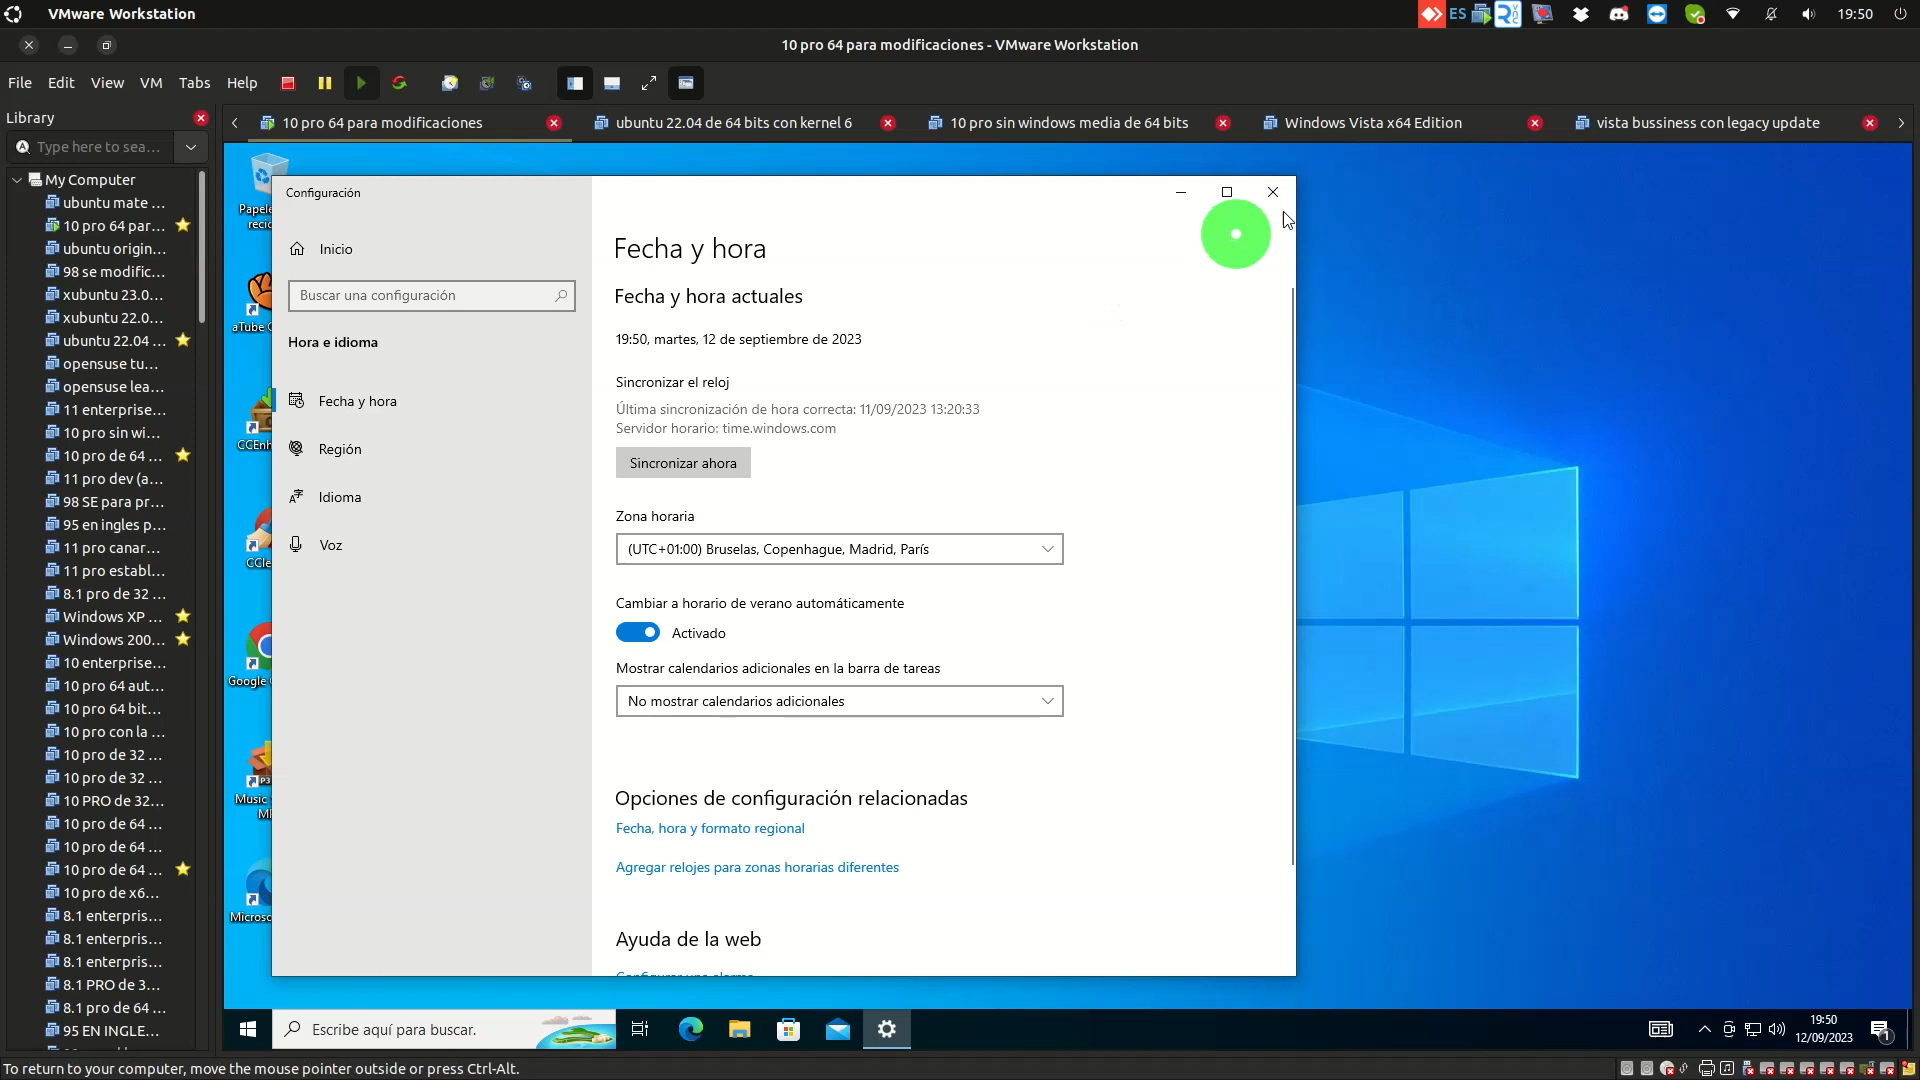 VMware Workstation
ES
19:50
10 pro 64 para modificaciones - VMware Workstation
File Edit View VM Tabs Help
Library
Type here to sea...
10 pro 64 para modificaciones
ubuntu 22.04 de 64 bits con kernel 6
10 pro sin windows media de 64 bits
Windows Vista x64 Edition
vista bussiness con legacy update
My Computer
ubuntu mate ...
10 pro 64 par...
ubuntu origin...
98 se modific...
xubuntu 23.0...
xubuntu 22.0...
ubuntu 22.04 ...
opensuse tu...
opensuse lea...
11 enterprise...
10 pro sin wi...
10 pro de 64 ...
11 pro dev (a...
98 SE para pr...
95 en ingles p...
11 pro canar...
11 pro establ...
8.1 pro de 32 ...
Windows XP ...
Windows 200...
10 enterprise...
10 pro 64 aut...
10 pro 64 bit...
10 pro con la ...
10 pro de 32 ...
10 pro de 32 ...
10 PRO de 32...
10 pro de 64 ...
10 pro de 64 ...
10 pro de 64 ...
10 pro de x6...
8.1 enterpris...
8.1 enterpris...
8.1 enterpris...
8.1 PRO de 3...
8.1 pro de 64 ...
95 EN INGLE...
Papele
reci
aTube
CCEnh
CCle
Google
Music
Mi
Microso
Configuración
Inicio
Buscar una configuración
Hora e idioma
Fecha y hora
Región
Idioma
Voz
Fecha y hora
Fecha y hora actuales
19:50, martes, 12 de septiembre de 2023
Sincronizar el reloj
Última sincronización de hora correcta: 11/09/2023 13:20:33
Servidor horario: time.windows.com
Sincronizar ahora
Zona horaria
(UTC+01:00) Bruselas, Copenhague, Madrid, París
Cambiar a horario de verano automáticamente
Activado
Mostrar calendarios adicionales en la barra de tareas
No mostrar calendarios adicionales
Opciones de configuración relacionadas
Fecha, hora y formato regional
Agregar relojes para zonas horarias diferentes
Ayuda de la web
Escribe aquí para buscar.
19:50
12/09/2023
1
To return to your computer, move the mouse pointer outside or press Ctrl-Alt.